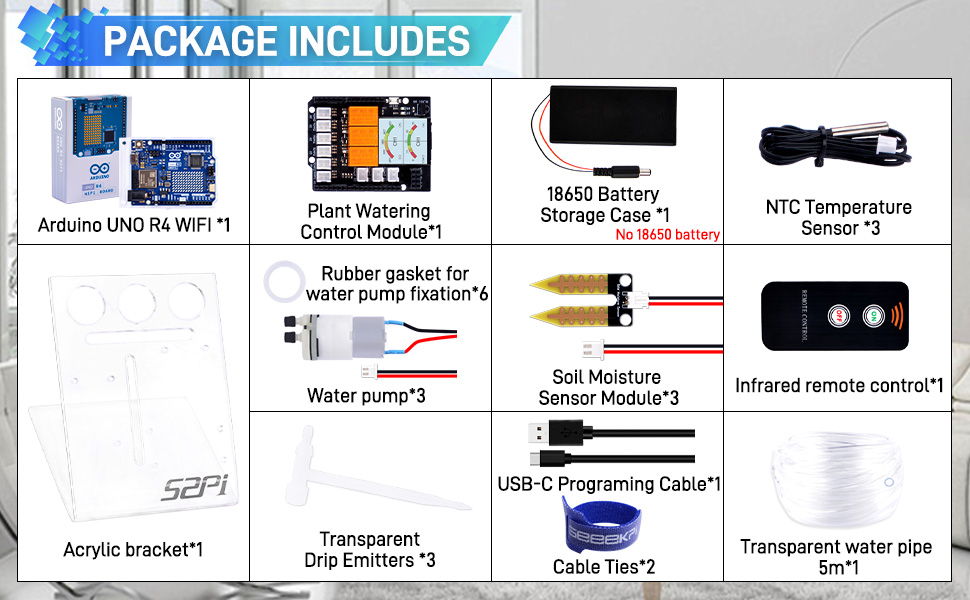 PACKAGE INCLUDES
ARDUINO
Arduino UNO R4 WIFI *1
Plant Watering
Control Module*1
18650 Battery
Storage Case *1
No 18650 battery
NTC Temperature
Sensor *3
S2Pi
Acrylic bracket*1
Rubber gasket for
water pump fixation*6
Water pump*3
Soil Moisture
Sensor Module*3
REMOTE CONTROL
OFF
ON
Infrared remote control*1
Transparent
Drip Emitters *3
USB-C Programing Cable*1
Cable Ties*2
Transparent water pipe
5m*1